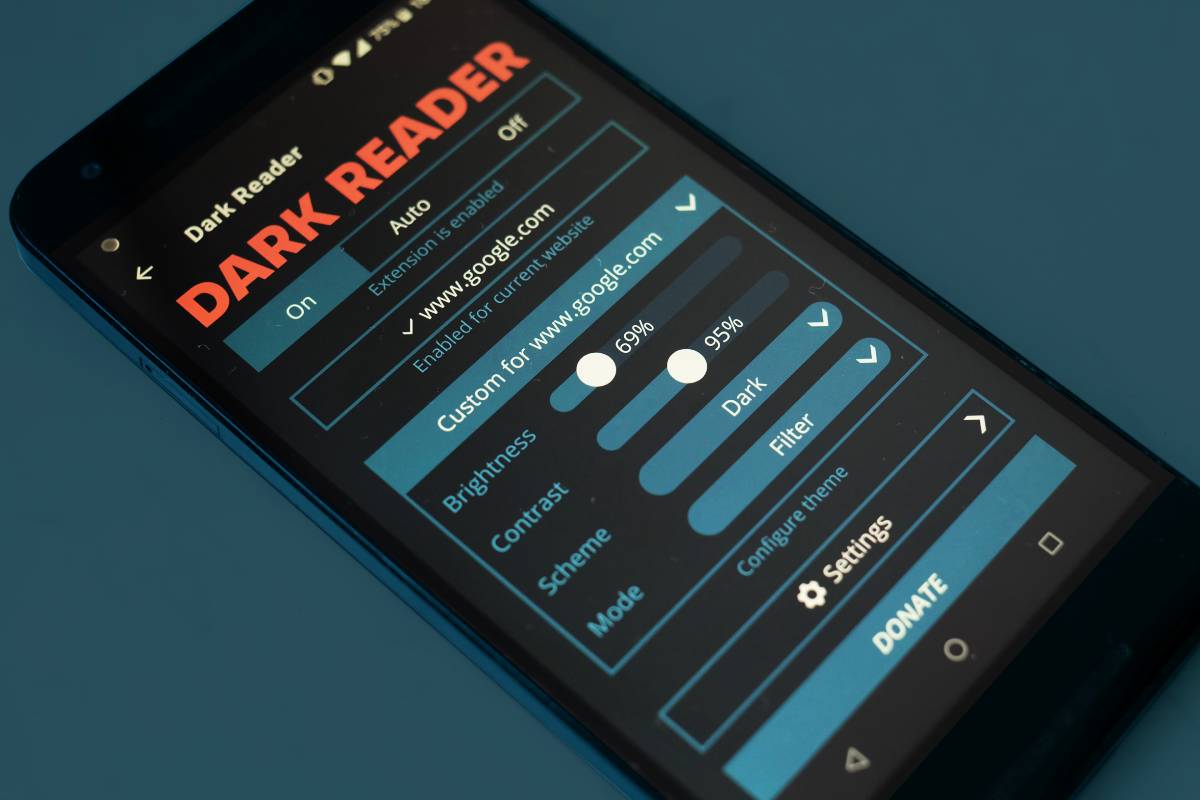 75%
Dark Reader
DARK READER
On Auto Off
Extension is enabled
www.google.com
Enabled for current website
Custom for www.google.com
Brightness 69%
Contrast 95%
Scheme Dark
Mode Filter
Configure theme
Settings
DONATE